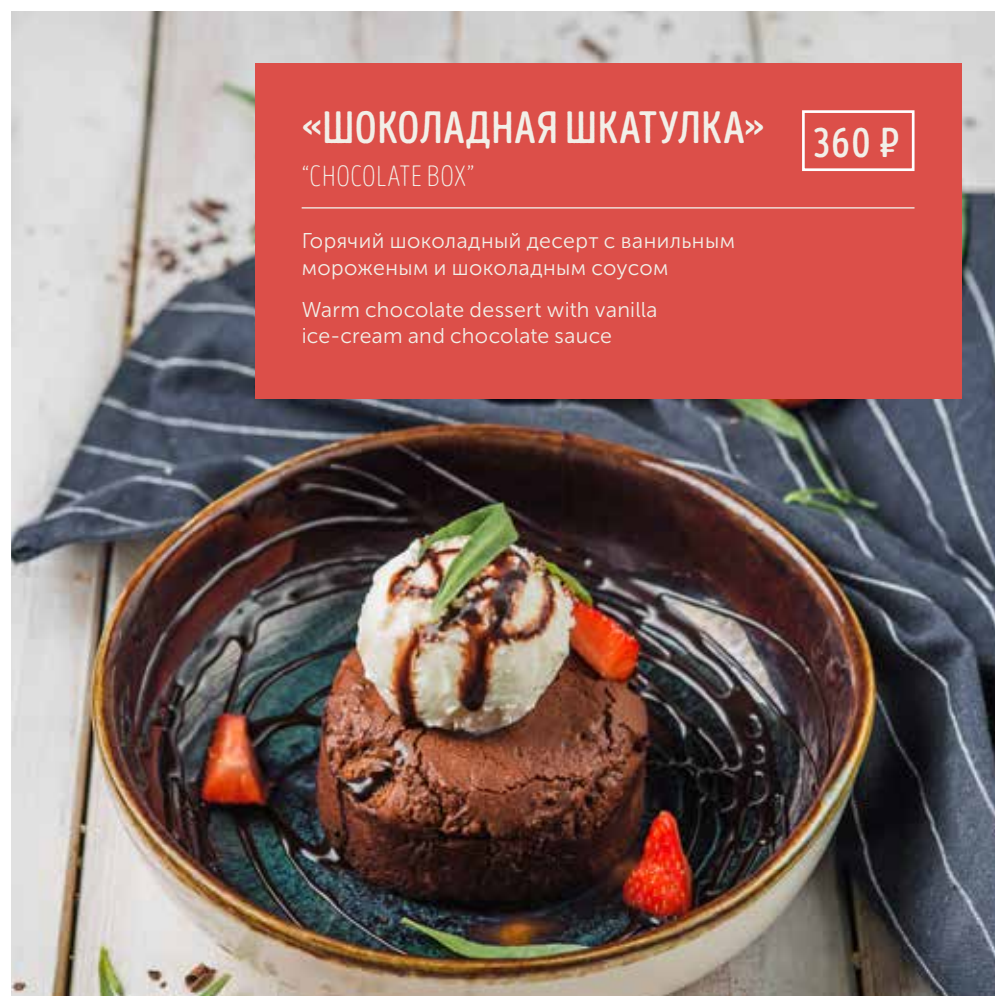 «ШОКОЛАДНАЯ ШКАТУЛКА»
360 ₽
“CHOCOLATE BOX”
Горячий шоколадный десерт с ванильным
мороженым и шоколадным соусом
Warm chocolate dessert with vanilla
ice-cream and chocolate sauce